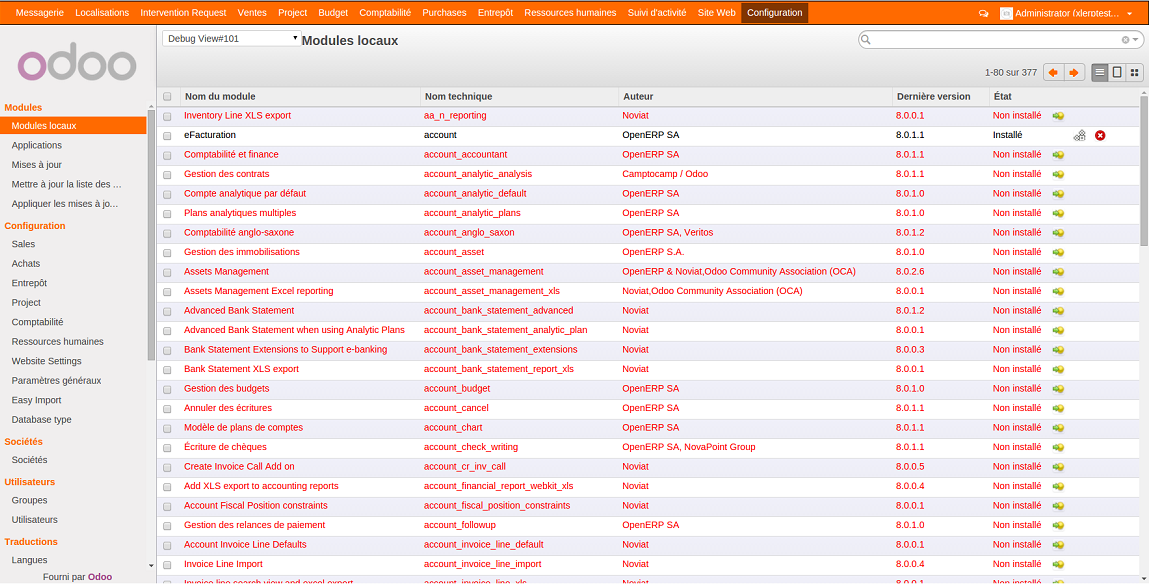 Messagerie Localisations Intervention Request Ventes Project Budget Comptabilité Purchases Entrepôt Ressources humaines Suivi d'activité Site Web Configuration Administrator (xlerotest...
odoo
Modules
Modules locaux
Applications
Mises à jour
Mettre à jour la liste des ...
Appliquer les mises à jo...
Configuration
Sales
Achats
Entrepôt
Project
Comptabilité
Ressources humaines
Website Settings
Paramètres généraux
Easy Import
Database type
Sociétés
Sociétés
Utilisateurs
Groupes
Utilisateurs
Traductions
Langues
Fourni par Odoo
Debug View#101 Modules locaux
1-80 sur 377
Nom du module Nom technique Auteur Dernière version État
Inventory Line XLS export aa_n_reporting Noviat 8.0.0.1 Non installé
eFacturation account OpenERP SA 8.0.1.1 Installé
Comptabilité et finance account_accountant OpenERP SA 8.0.1.1 Non installé
Gestion des contrats account_analytic_analysis Camptocamp / Odoo 8.0.1.1 Non installé
Compte analytique par défaut account_analytic_default OpenERP SA 8.0.1.0 Non installé
Plans analytiques multiples account_analytic_plans OpenERP SA 8.0.1.0 Non installé
Comptabilité anglo-saxone account_anglo_saxon OpenERP SA, Veritos 8.0.1.2 Non installé
Gestion des immobilisations account_asset OpenERP S.A. 8.0.1.0 Non installé
Assets Management account_asset_management OpenERP & Noviat,Odoo Community Association (OCA) 8.0.2.6 Non installé
Assets Management Excel reporting account_asset_management_xls Noviat,Odoo Community Association (OCA) 8.0.0.1 Non installé
Advanced Bank Statement account_bank_statement_advanced Noviat 8.0.1.2 Non installé
Advanced Bank Statement when using Analytic Plans account_bank_statement_analytic_plan Noviat 8.0.0.1 Non installé
Bank Statement Extensions to Support e-banking account_bank_statement_extensions Noviat 8.0.0.3 Non installé
Bank Statement XLS export account_bank_statement_report_xls Noviat 8.0.0.1 Non installé
Gestion des budgets account_budget OpenERP SA 8.0.1.0 Non installé
Annuler des écritures account_cancel OpenERP SA 8.0.1.1 Non installé
Modèle de plans de comptes account_chart OpenERP SA 8.0.1.1 Non installé
Écriture de chèques account_check_writing OpenERP SA, NovaPoint Group 8.0.1.1 Non installé
Create Invoice Call Add on account_cr_inv_call Noviat 8.0.0.5 Non installé
Add XLS export to accounting reports account_financial_report_webkit_xls Noviat 8.0.0.4 Non installé
Account Fiscal Position constraints account_fiscal_position_constraints Noviat 8.0.0.1 Non installé
Gestion des relances de paiement account_followup OpenERP SA 8.0.1.0 Non installé
Account Invoice Line Defaults account_invoice_line_default Noviat 8.0.0.1 Non installé
Invoice Line Import account_invoice_line_import Noviat 8.0.0.4 Non installé
Invoice line search view and excel export account_invoice_line_xls Noviat 8.0.0.1 Non installé